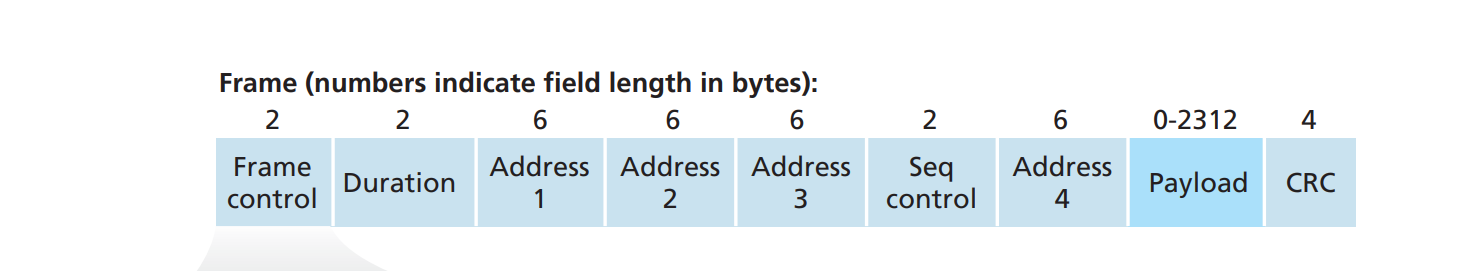 Frame (numbers indicate field length in bytes):
2 2 6 6 6 2 6 0-2312 4
Frame control Duration Address 1 Address 2 Address 3 Seq control Address 4 Payload CRC